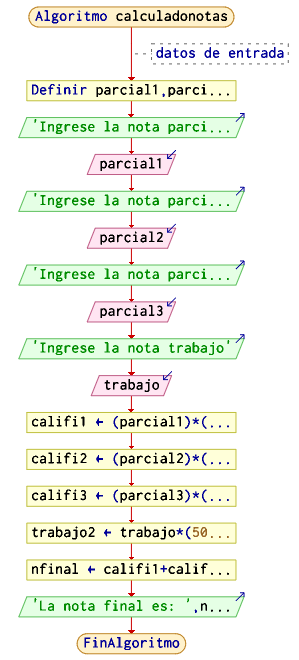 Algoritmo calculadonotas
datos de entrada
Definir parcial1,parci...
'Ingrese la nota parci...
parcial1
'Ingrese la nota parci...
parcial2
'Ingrese la nota parci...
parcial3
'Ingrese la nota trabajo'
trabajo
califi1 ← (parcial1)*(...
califi2 ← (parcial2)*(...
califi3 ← (parcial3)*(...
trabajo2 ← trabajo*(50...
nfinal ← califi1+calif...
'La nota final es: ',n...
FinAlgoritmo